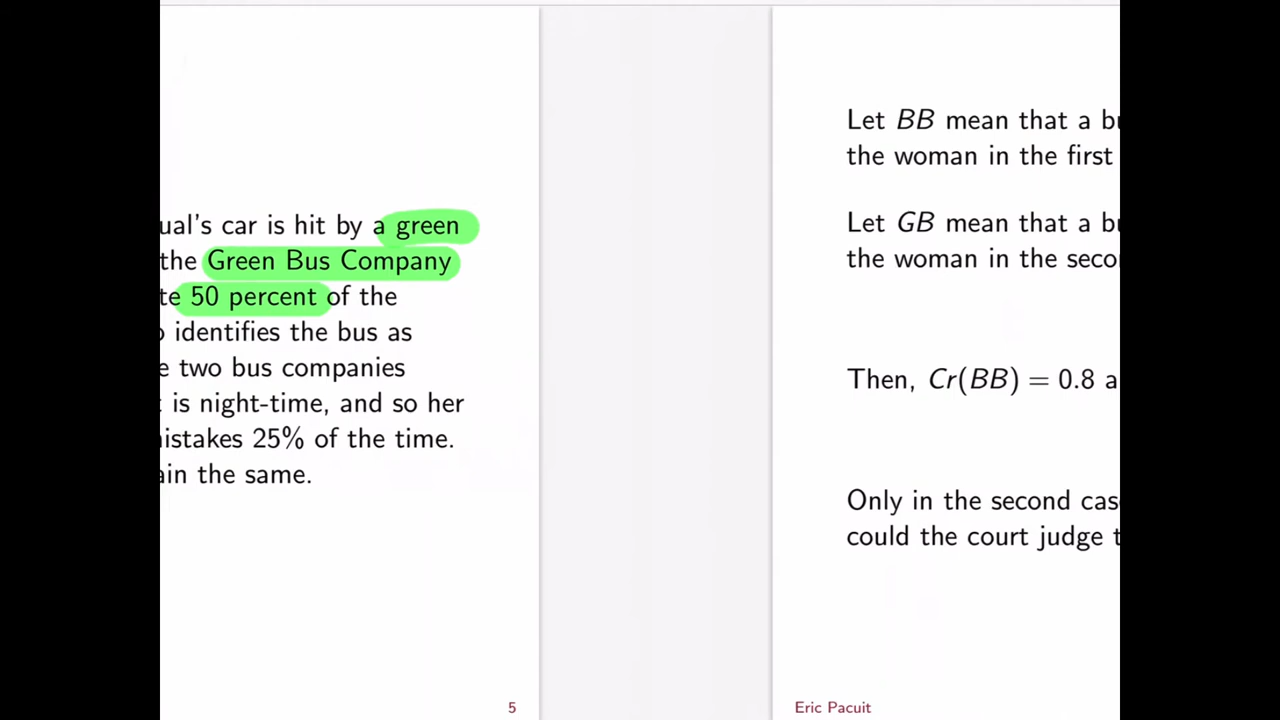 ual's car is hit by a green
the Green Bus Company
te 50 percent of the
identifies the bus as
e two bus companies
is night-time, and so her
istakes 25% of the time.
ain the same.
5
Let BB mean that a bu
the woman in the first
Let GB mean that a bu
the woman in the secon
Then, Cr(BB) = 0.8 a
Only in the second cas
could the court judge t
Eric Pacuit